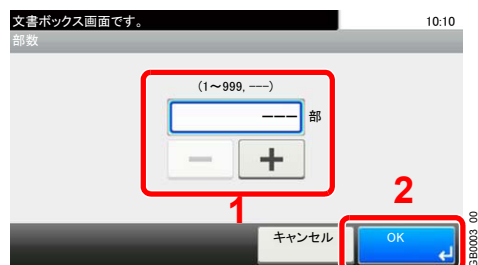 文書ボックス画面です。 10:10
部数
(1～999, ---)
--- 部
− +
1
2
キャンセル OK
GB0003_00